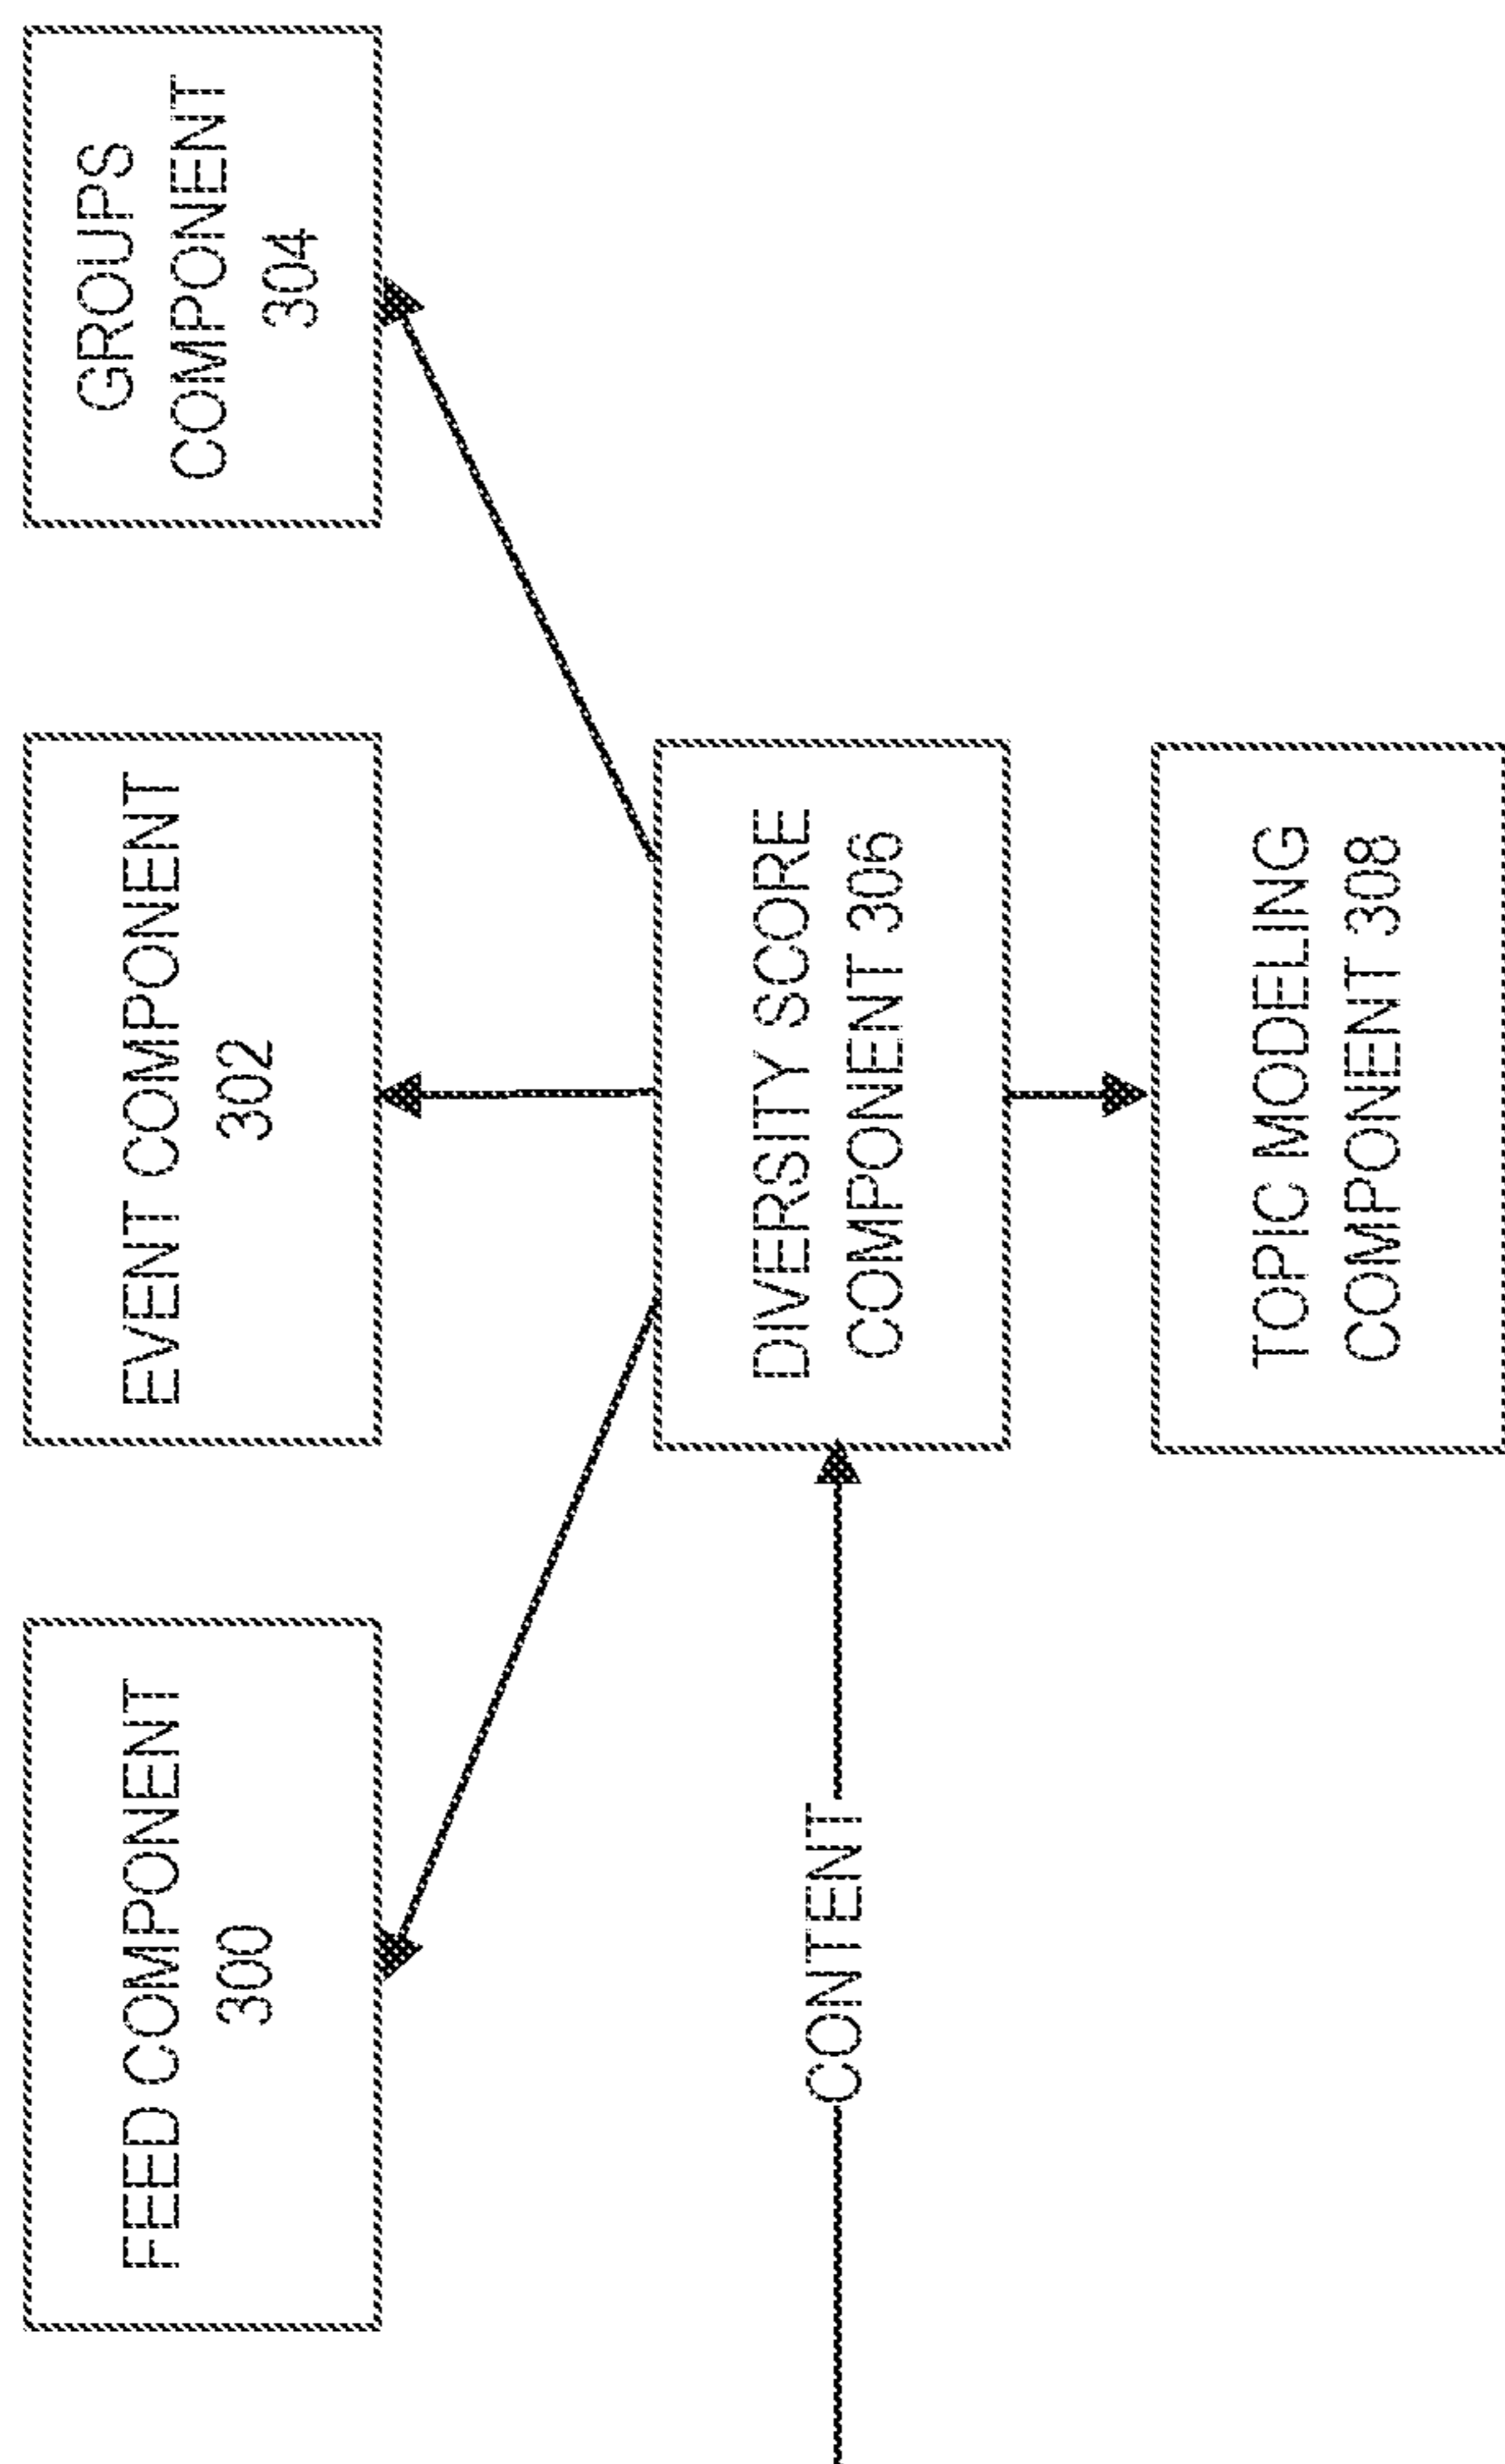 FEED COMPONENT
300
EVENT COMPONENT
302
GROUPS
COMPONENT
304
CONTENT
DIVERSITY SCORE
COMPONENT 306
TOPIC MODELING
COMPONENT 308